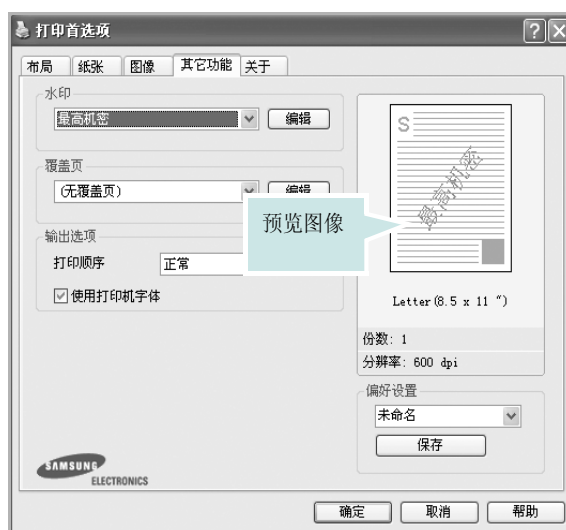 打印首选项
布局 纸张 图像 其它功能 关于
水印
最高机密 编辑
覆盖页
(无覆盖页) 编辑
预览图像
输出选项
打印顺序 正常
使用打印机字体
S
最高机密
Letter(8.5 x 11 ″)
份数: 1
分辨率: 600 dpi
偏好设置
未命名
保存
SAMSUNG
ELECTRONICS
确定 取消 帮助